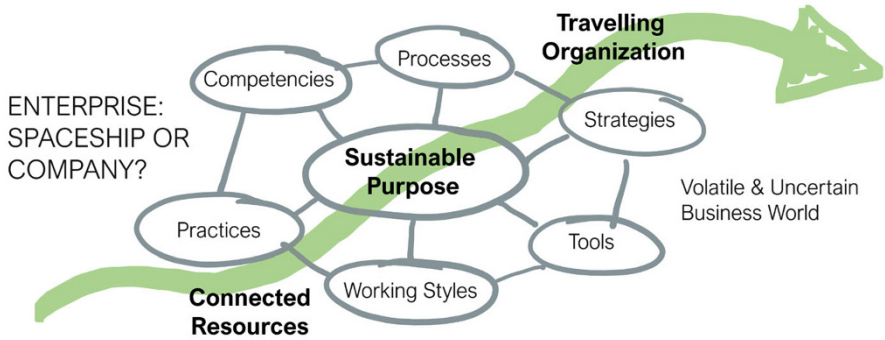 Travelling
Organization
Processes
Competencies
ENTERPRISE:
SPACESHIP OR
COMPANY?
Strategies
Sustainable
Purpose
Volatile & Uncertain
Business World
Practices
Tools
Connected
Resources
Working Styles